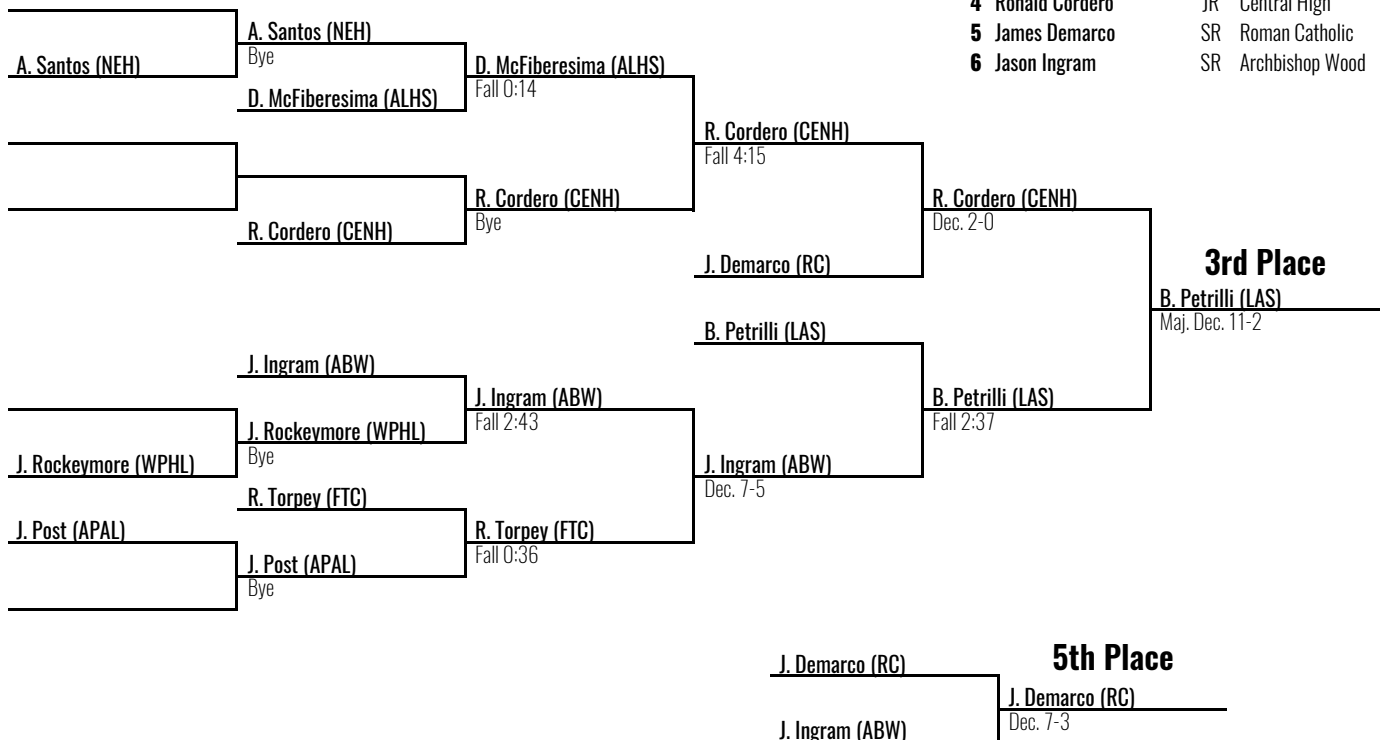 4 Ronald Cordero JR Central High
5 James Demarco SR Roman Catholic
6 Jason Ingram SR Archbishop Wood
A. Santos (NEH)
A. Santos (NEH)
Bye
D. McFiberesima (ALHS)
D. McFiberesima (ALHS)
Fall 0:14
R. Cordero (CENH)
Fall 4:15
R. Cordero (CENH)
R. Cordero (CENH)
Bye
R. Cordero (CENH)
Dec. 2-0
J. Demarco (RC)
3rd Place
B. Petrilli (LAS)
Maj. Dec. 11-2
B. Petrilli (LAS)
J. Ingram (ABW)
J. Ingram (ABW)
Fall 2:43
B. Petrilli (LAS)
Fall 2:37
J. Rockeymore (WPHL)
J. Rockeymore (WPHL)
Bye
J. Ingram (ABW)
Dec. 7-5
R. Torpey (FTC)
J. Post (APAL)
R. Torpey (FTC)
Fall 0:36
J. Post (APAL)
Bye
5th Place
J. Demarco (RC)
J. Demarco (RC)
Dec. 7-3
J. Ingram (ABW)